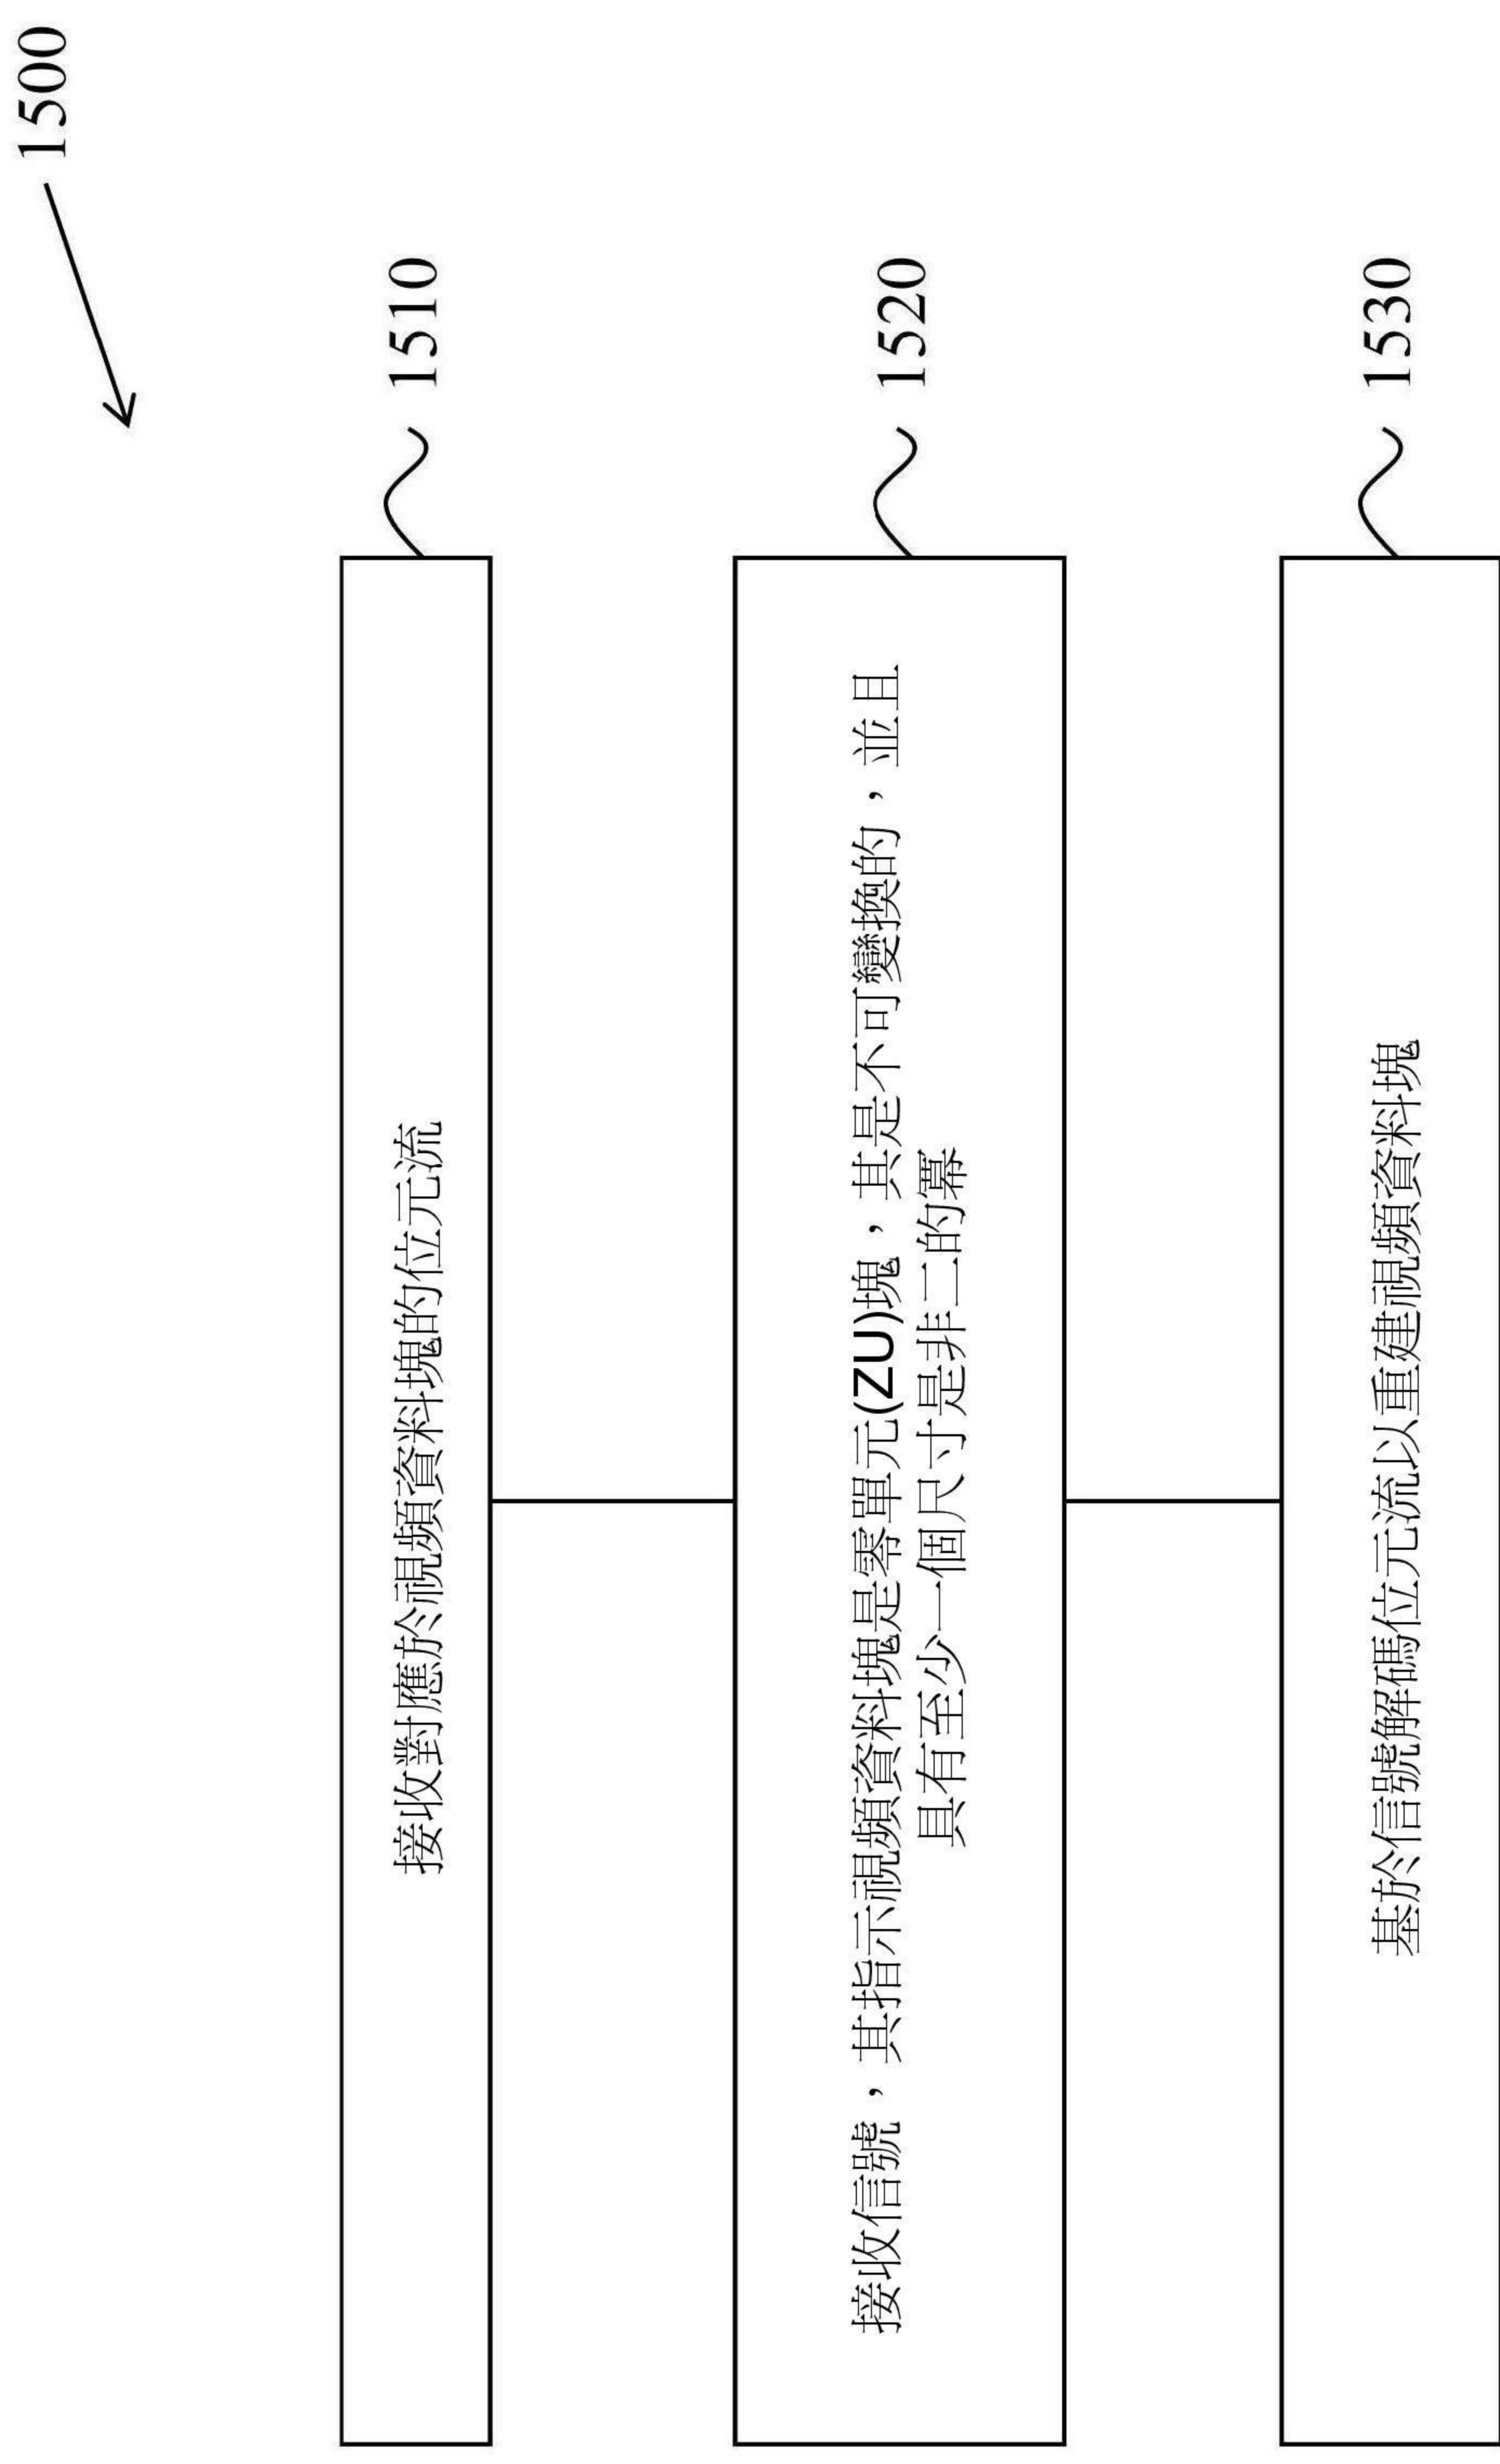 1500
1510
接收對應於視頻資料塊的位元流
1520
接收信號，其指示視頻資料塊是零單元(ZU)塊，其是不可變換的，並且
具有至少一個尺寸是非二的冪
1530
基於信號解碼位元流以重建視頻資料塊